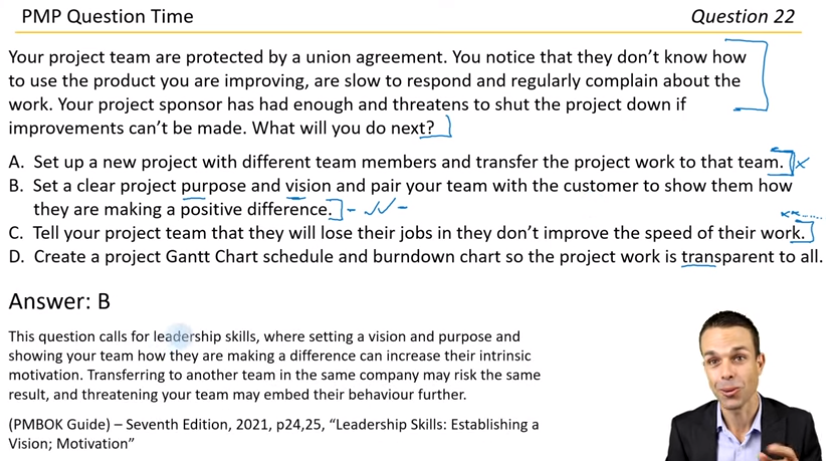 PMP Question Time
Question 22
Your project team are protected by a union agreement. You notice that they don't know how
to use the product you are improving, are slow to respond and regularly complain about the
work. Your project sponsor has had enough and threatens to shut the project down if
improvements can't be made. What will you do next?
A. Set up a new project with different team members and transfer the project work to that team.
B. Set a clear project purpose and vision and pair your team with the customer to show them how
they are making a positive difference.
C. Tell your project team that they will lose their jobs in they don't improve the speed of their work.
D. Create a project Gantt Chart schedule and burndown chart so the project work is transparent to all.
Answer: B
This question calls for leadership skills, where setting a vision and purpose and
showing your team how they are making a difference can increase their intrinsic
motivation. Transferring to another team in the same company may risk the same
result, and threatening your team may embed their behaviour further.
(PMBOK Guide) – Seventh Edition, 2021, p24,25, "Leadership Skills: Establishing a
Vision; Motivation"